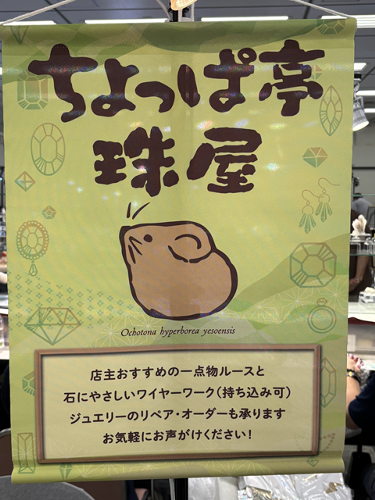 ちよっぱ亭
珠屋
Ochotona hyperborea yesoensis
店主おすすめの一点物ルースと
石にやさしいワイヤーワーク(持ち込み可)
ジュエリーのリペア・オーダーも承ります
お気軽にお声がけください!